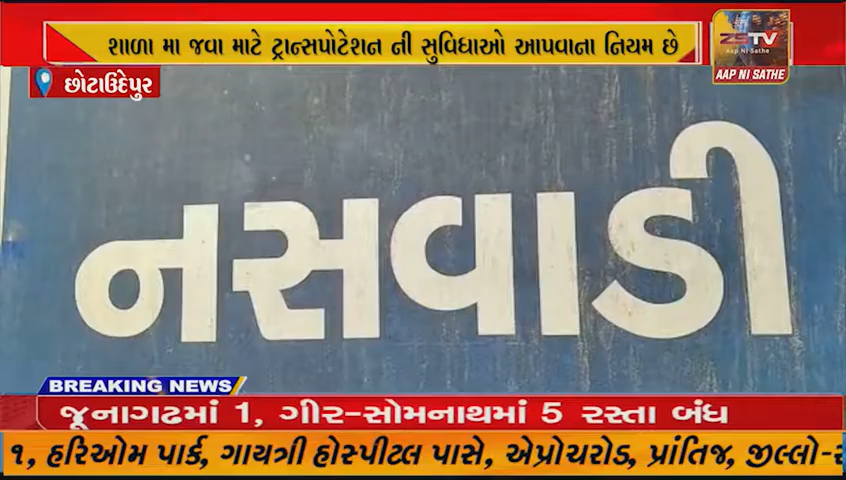 શાળા મા જવા માટે ટ્રાન્સપોટેશન ની સુવિધાઓ આપવાના નિયમ છે
ZSTV
Aap Ni Sathe
AAP NI SATHE
છોટાઉદેપુર
નસવાડી
BREAKING NEWS
જૂનાગઢમાં 1, ગીર-સોમનાથમાં 5 રસ્તા બંધ
૧, હરિઓમ પાર્ક, ગાયત્રી હોસ્પીટલ પાસે, એપ્રોચરોડ, પ્રાંતિજ, જીલ્લો-